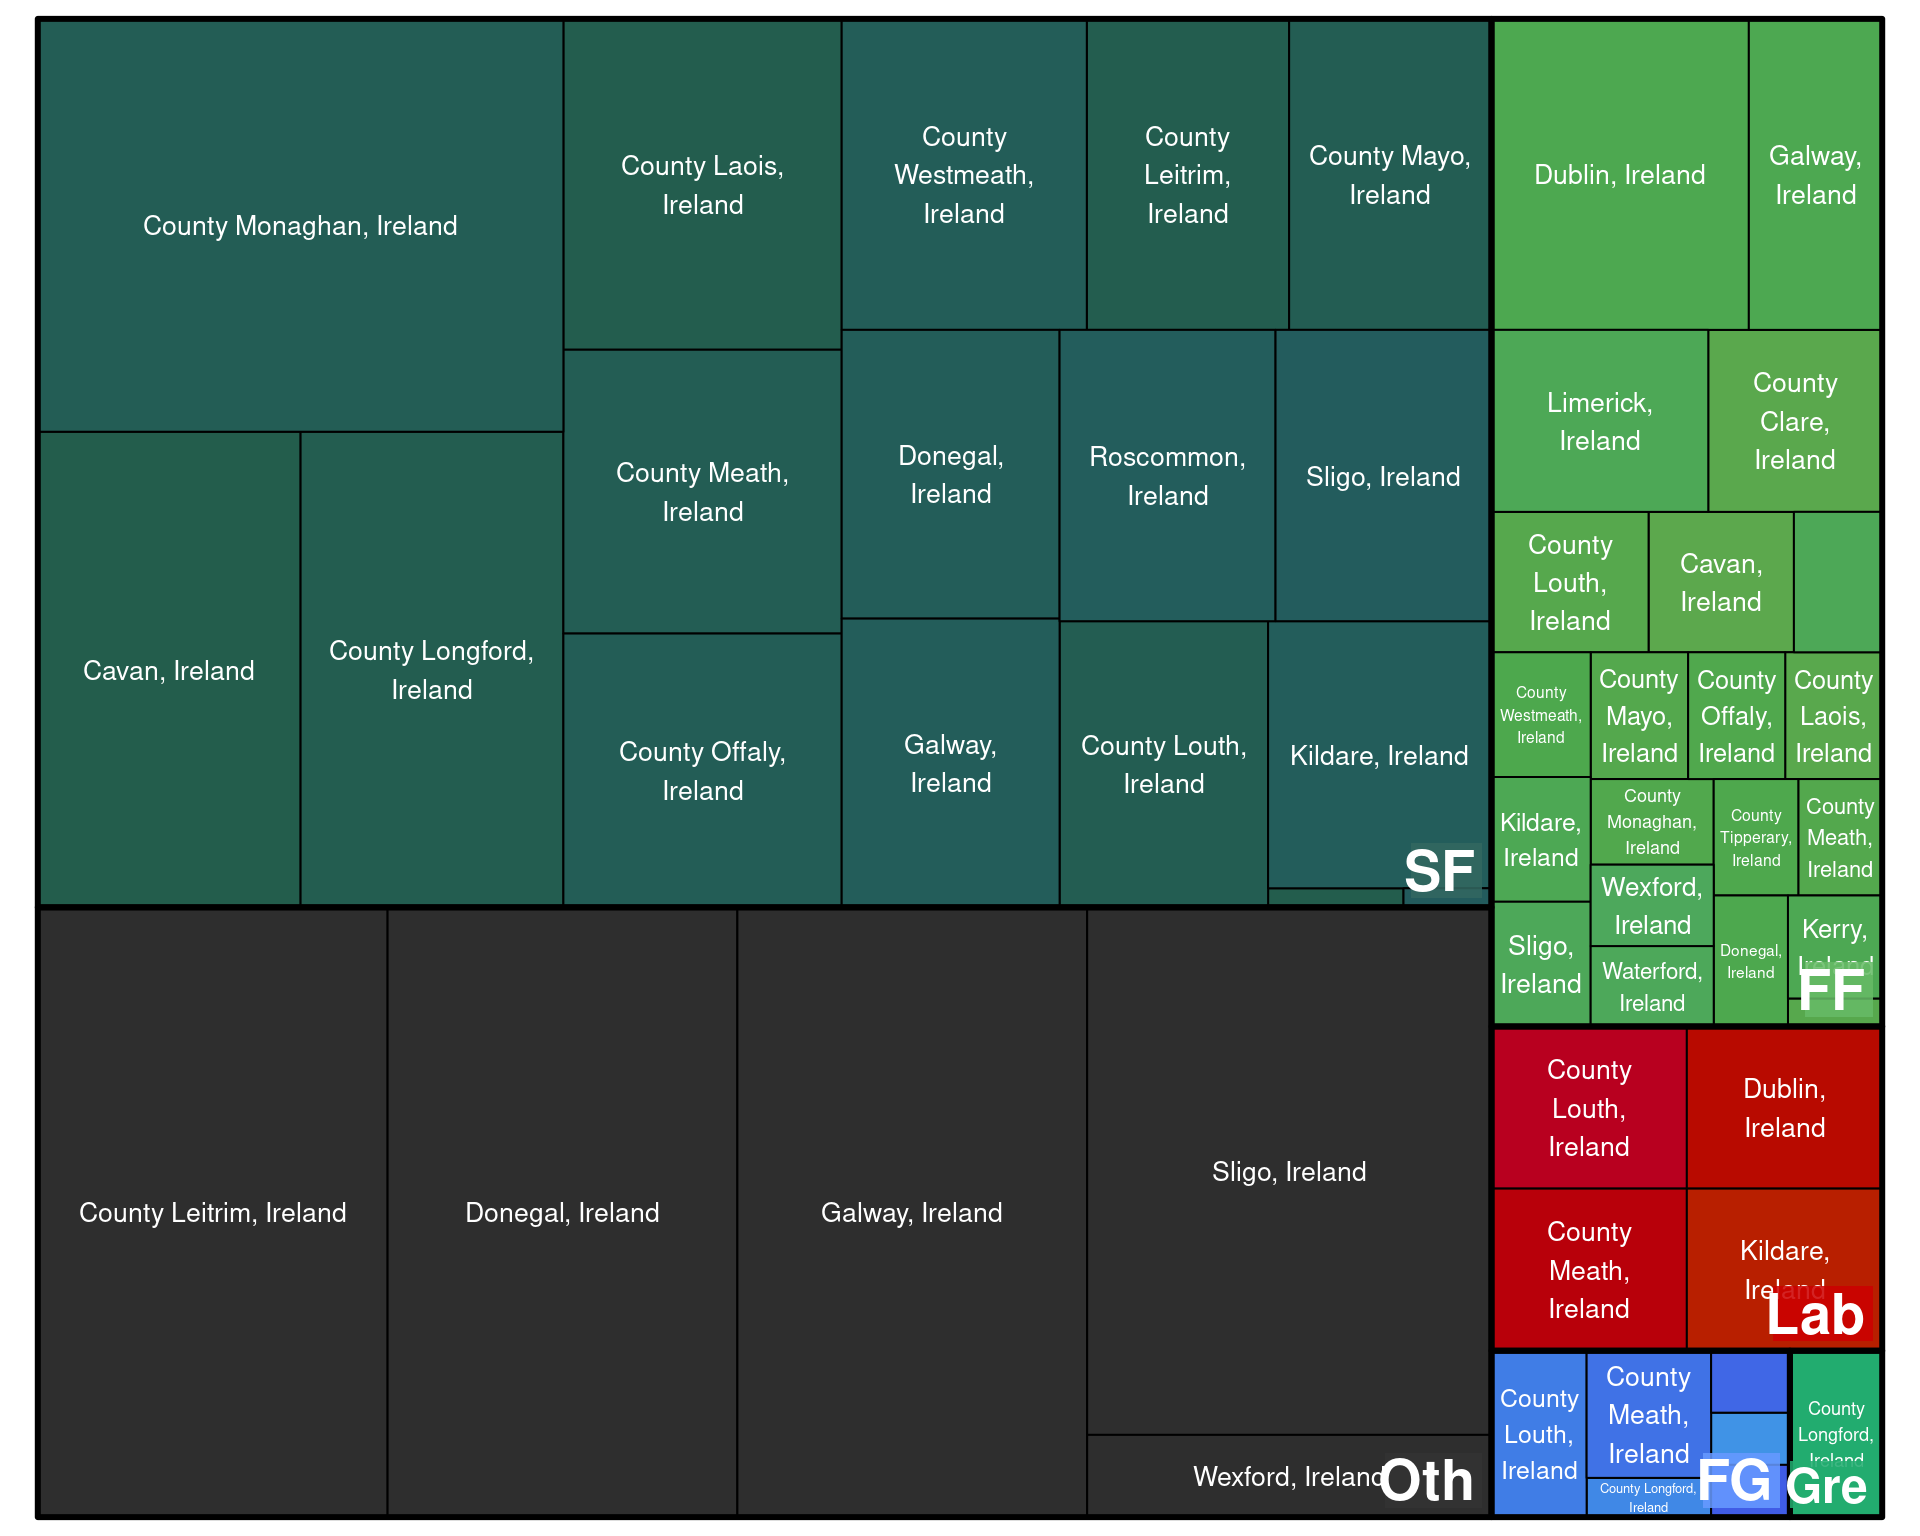 County Monaghan, Ireland
County Laois,
Ireland
County
Westmeath,
Ireland
County
Leitrim,
Ireland
County Mayo,
Ireland
Cavan, Ireland
County Longford,
Ireland
County Meath,
Ireland
County Offaly,
Ireland
Donegal,
Ireland
Roscommon,
Ireland
Sligo, Ireland
Galway,
Ireland
County Louth,
Ireland
Kildare, Ireland
SF
County Leitrim, Ireland
Donegal, Ireland
Galway, Ireland
Sligo, Ireland
Wexford, Ireland
Oth
Dublin, Ireland
Galway,
Ireland
Limerick,
Ireland
County
Clare,
Ireland
County
Louth,
Ireland
Cavan,
Ireland
County
Westmeath,
Ireland
County
Mayo,
Ireland
County
Offaly,
Ireland
County
Laois,
Ireland
Kildare,
Ireland
County
Monaghan,
Ireland
County
Tipperary,
Ireland
County
Meath,
Ireland
Wexford,
Ireland
Sligo,
Ireland
Waterford,
Ireland
Donegal,
Ireland
Kerry,
Ireland
FF
County
Louth,
Ireland
Dublin,
Ireland
County
Meath,
Ireland
Kildare,
Ireland
Lab
County
Louth,
Ireland
County
Meath,
Ireland
County Longford,
Ireland
FG
County
Longford,
Ireland
Gre